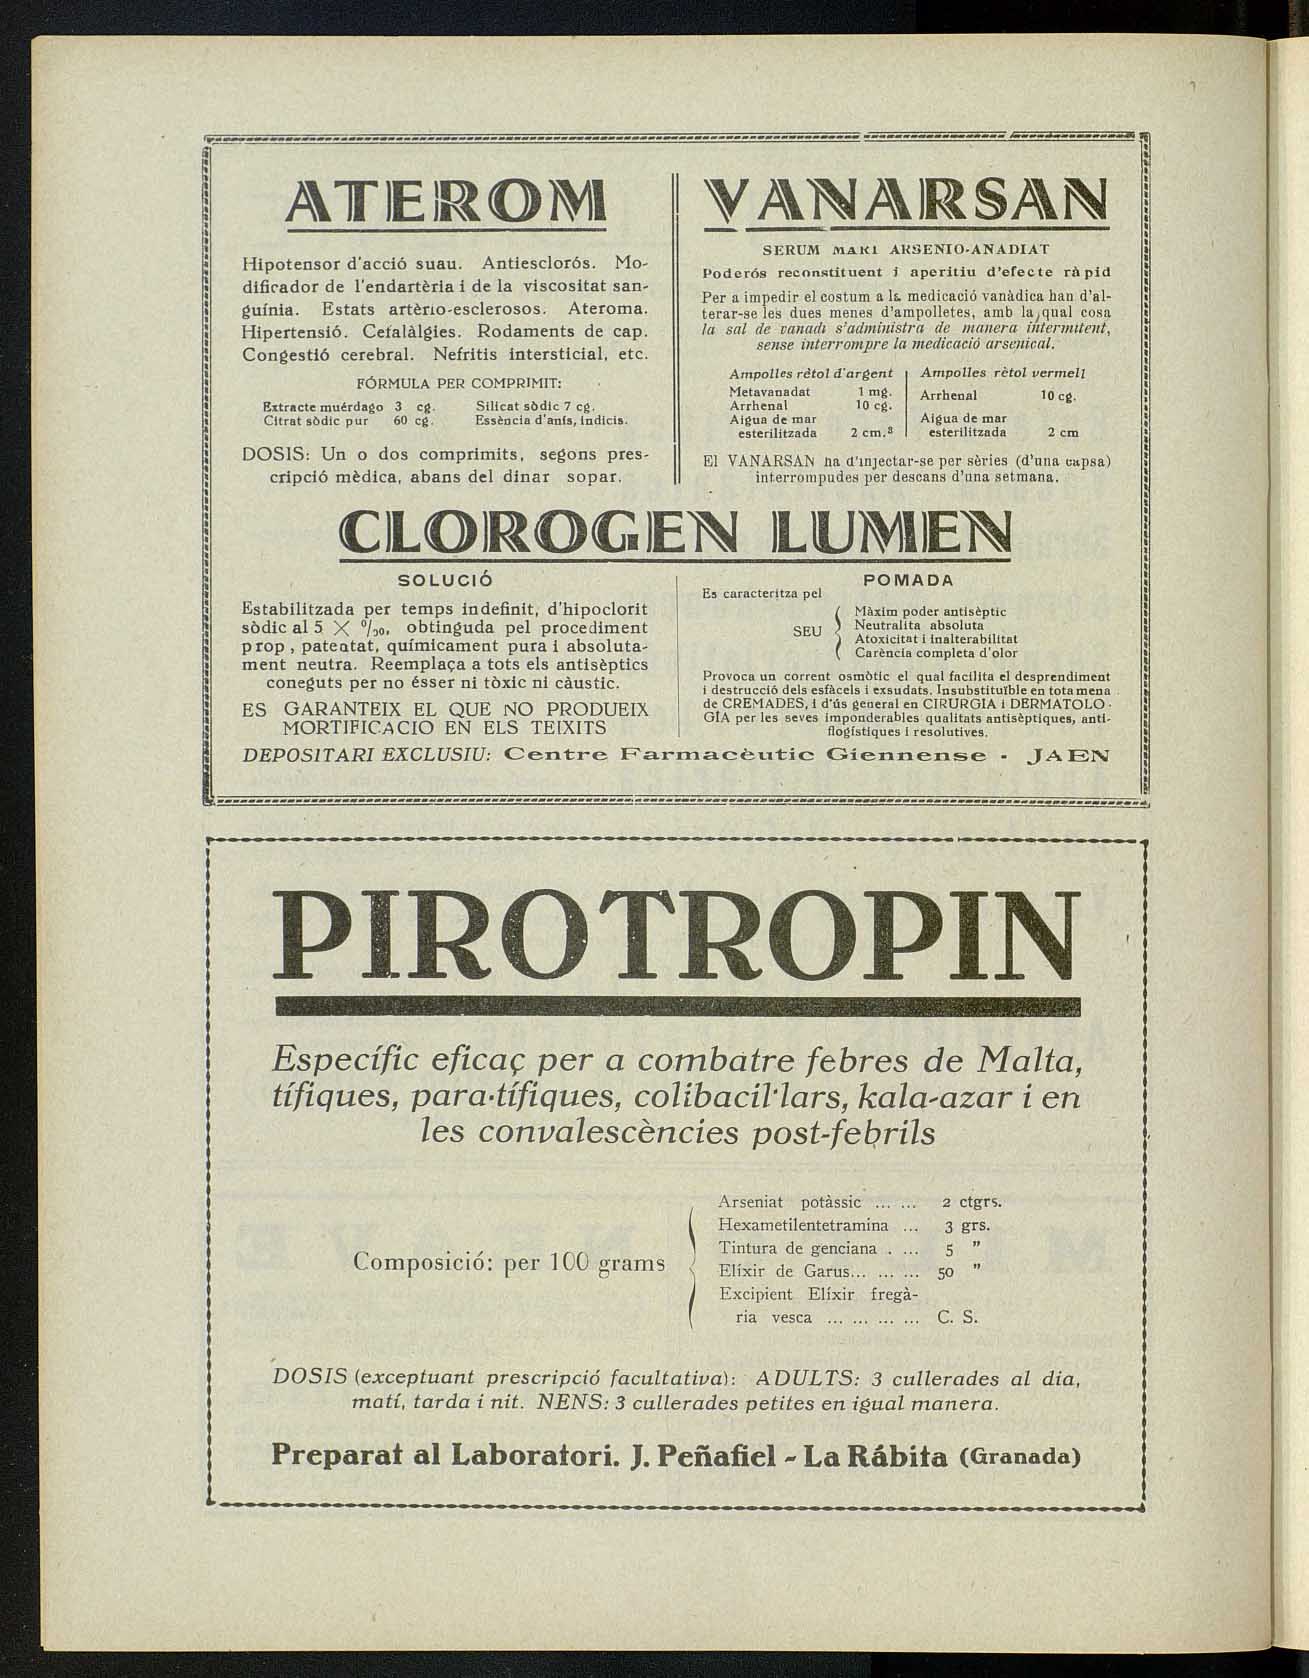 ATEROM
Hipotensor d'acció suau. Antiesclorós. Mo-
dificador de l'endartèria i de la viscositat san-
guínia. Estats artèrio-esclerosos. Ateroma.
Hipertensió. Cefalàlgies. Rodaments de cap.
Congestió cerebral. Nefritis intersticial, etc.
FÓRMULA PER COMPRIMIT:
Extracte muérdago 3 cg. Silicat sòdic 7 cg.
Citrat sòdic pur 60 cg. Essència d'anís, indicis.
DOSIS: Un o dos comprimits, segons pres-
cripció mèdica, abans del dinar sopar.
VANARSAN
SERUM MARI ARSENIO-ANADIAT
Poderós reconstituent i aperitiu d'efecte ràpid
Per a impedir el costum a la medicació vanàdica han d'al-
terar-se les dues menes d'ampolletes, amb la qual cosa
la sal de vanadi s'administra de manera intermitent,
sense interrompre la medicació arsenical.
Ampolles rètol d'argent
Metavanadat 1 mg.
Arrhenal 10 cg.
Aigua de mar
esterilitzada 2 cm.³
Ampolles rètol vermell
Arrhenal 10 cg.
Aigua de mar
esterilitzada 2 cm
El VANARSAN ha d'injectar-se per sèries (d'una capsa)
interrompudes per descans d'una setmana.
CLOROGEN LUMEN
SOLUCIÓ
Estabilitzada per temps indefinit, d'hipoclorit
sòdic al 5 × ⁰/₀₀, obtinguda pel procediment
prop , patentat, químicament pura i absoluta-
ment neutra. Reemplaça a tots els antisèptics
coneguts per no ésser ni tòxic ni càustic.
ES GARANTEIX EL QUE NO PRODUEIX
MORTIFICACIO EN ELS TEIXITS
POMADA
Es caracteritza pel
SEU
Màxim poder antisèptic
Neutralita absoluta
Atoxicitat i inalterabilitat
Carència completa d'olor
Provoca un corrent osmòtic el qual facilita el desprendiment
i destrucció dels esfàcels i exsudats. Insubstituïble en tota mena
de CREMADES, i d'ús general en CIRURGIA i DERMATOLO-
GÍA per les seves imponderables qualitats antisèptiques, anti-
flogístiques i resolutives.
DEPOSITARI EXCLUSIU: Centre Farmacèutic Giennense - JAEN
PIROTROPIN
Específic eficaç per a combatre febres de Malta,
tífiques, para-tífiques, colibacil·lars, kala-azar i en
les convalescències post-febrils
Composició: per 100 grams
Arseniat potàssic ... ... 2 ctgrs.
Hexametilentetramina ... 3 grs.
Tintura de genciana . ... 5 "
Elíxir de Garus... ... ... 50 "
Excipient Elíxir fregà-
ria vesca ... ... ... ... C. S.
DOSIS (exceptuant prescripció facultativa): ADULTS: 3 cullerades al dia,
matí, tarda i nit. NENS: 3 cullerades petites en igual manera.
Preparat al Laboratori. J. Peñafiel - La Rábita (Granada)